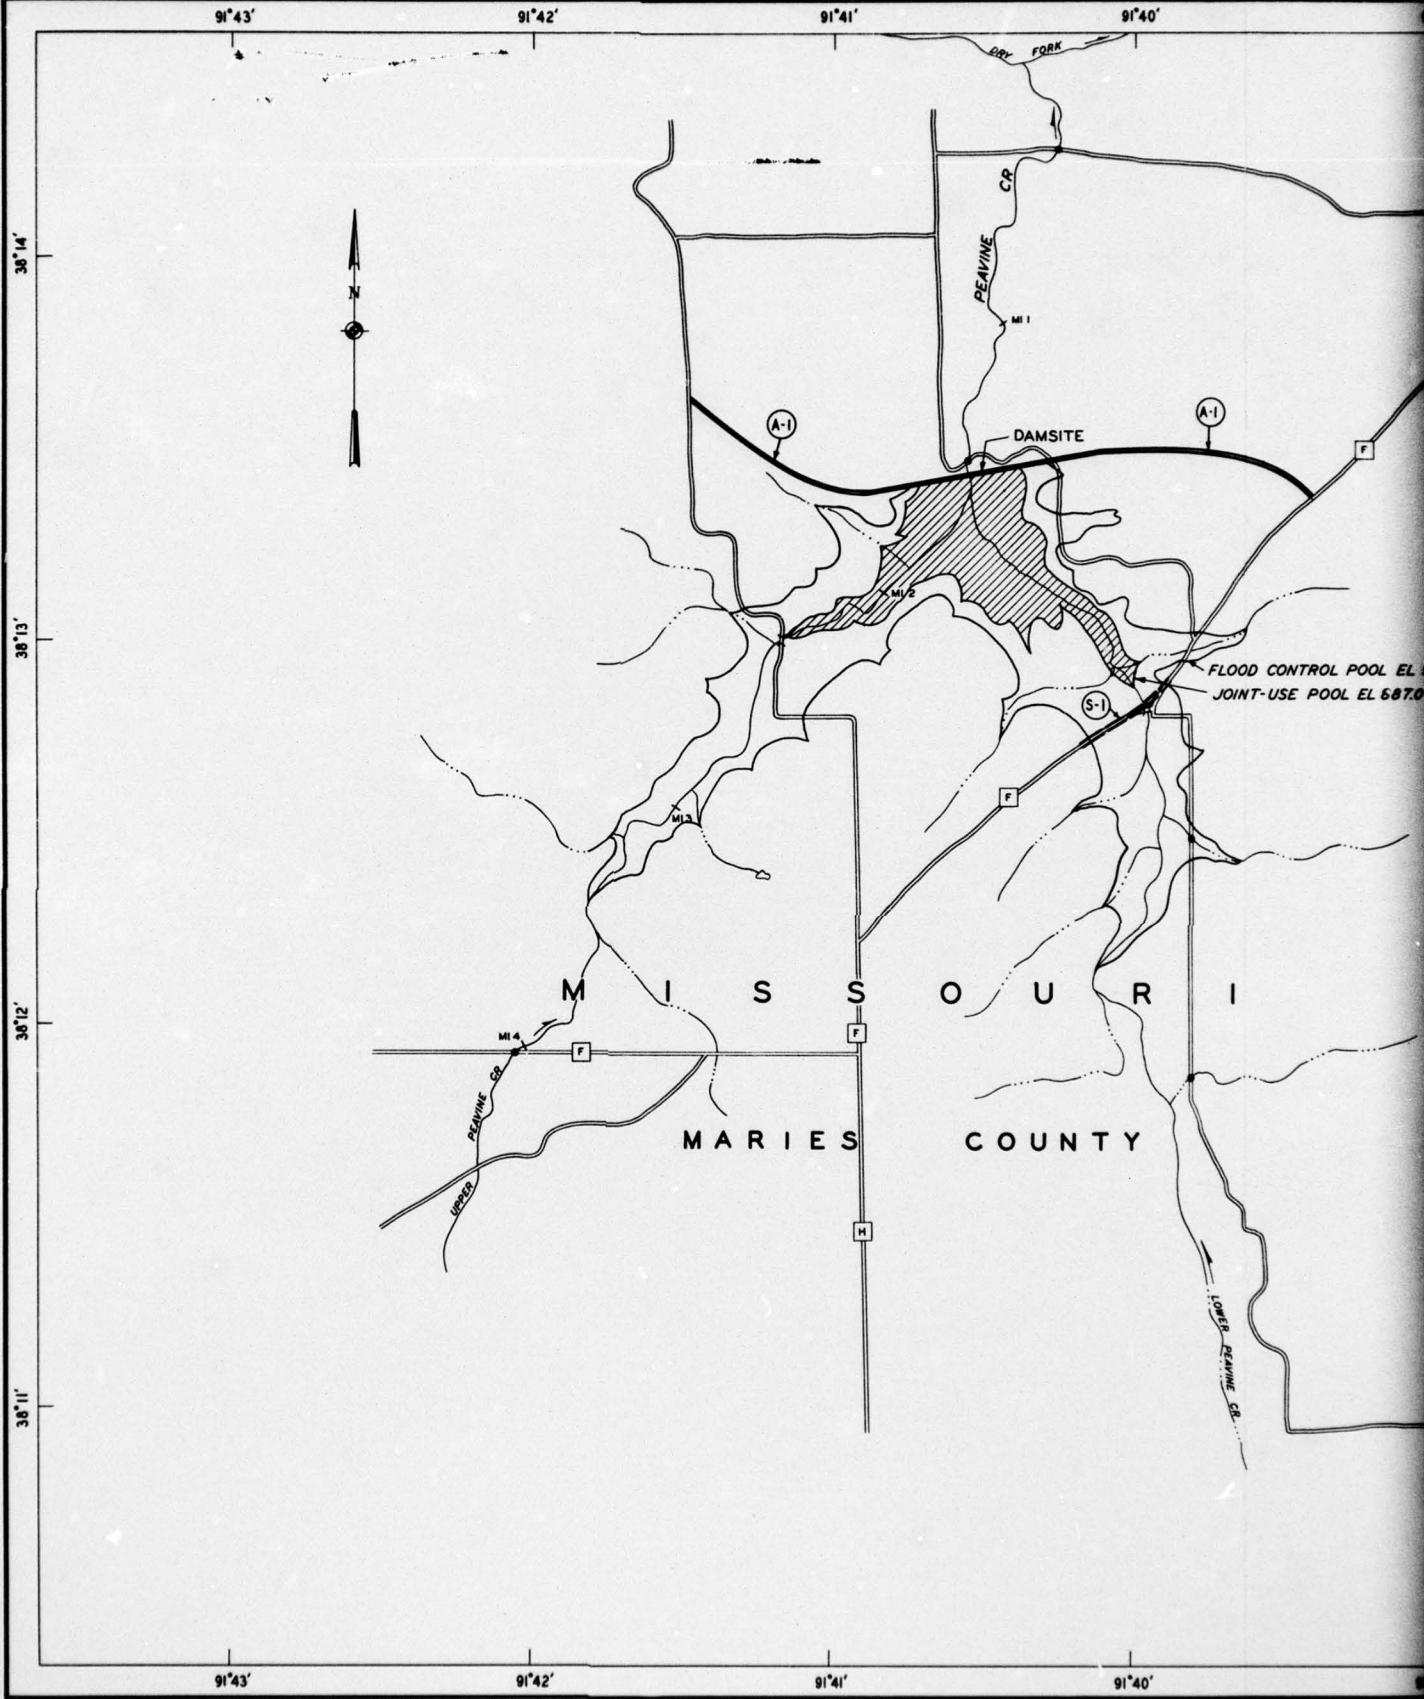 91°43' 91°42' 91°41' 91°40'
DRY FORK
38°14'
N
PEAVINE CR
MI 1
A-1
A-1
DAMSITE
F
MI 2
38°13'
FLOOD CONTROL POOL EL
JOINT-USE POOL EL 687.0
S-1
F
MI 3
MISSOURI
38°12'
F
MI 4
F
UPPER PEAVINE CR
MARIES COUNTY
H
LOWER PEAVINE CR
38°11'
91°43' 91°42' 91°41' 91°40'